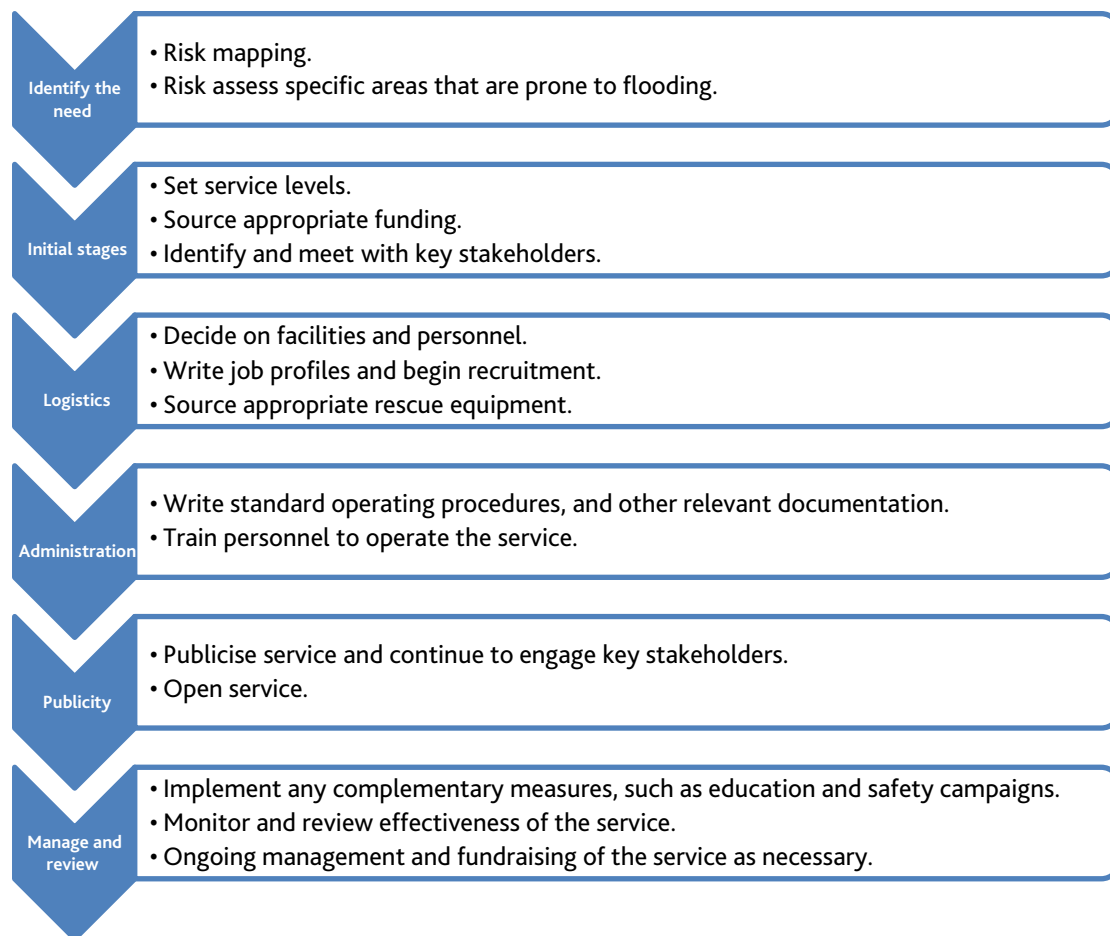 Identify the
need
• Risk mapping.
• Risk assess specific areas that are prone to flooding.
Initial stages
• Set service levels.
• Source appropriate funding.
• Identify and meet with key stakeholders.
Logistics
• Decide on facilities and personnel.
• Write job profiles and begin recruitment.
• Source appropriate rescue equipment.
Administration
• Write standard operating procedures, and other relevant documentation.
• Train personnel to operate the service.
Publicity
• Publicise service and continue to engage key stakeholders.
• Open service.
Manage and
review
• Implement any complementary measures, such as education and safety campaigns.
• Monitor and review effectiveness of the service.
• Ongoing management and fundraising of the service as necessary.